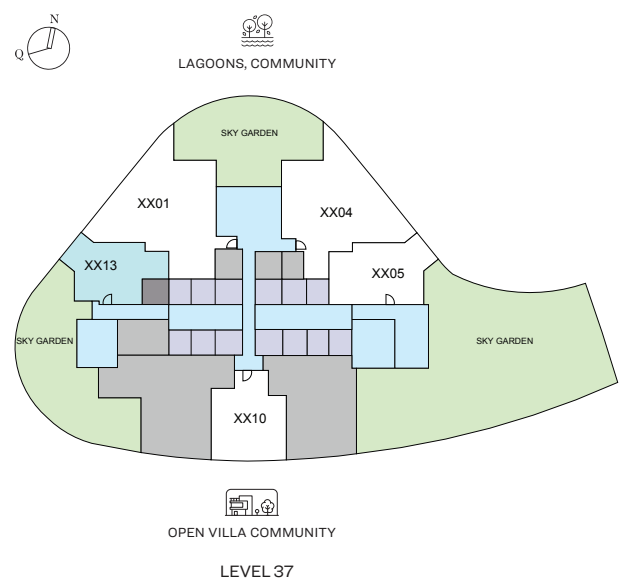 N
Q
LAGOONS, COMMUNITY
SKY GARDEN
XX01
XX04
XX13
XX05
SKY GARDEN
SKY GARDEN
XX10
OPEN VILLA COMMUNITY
LEVEL 37